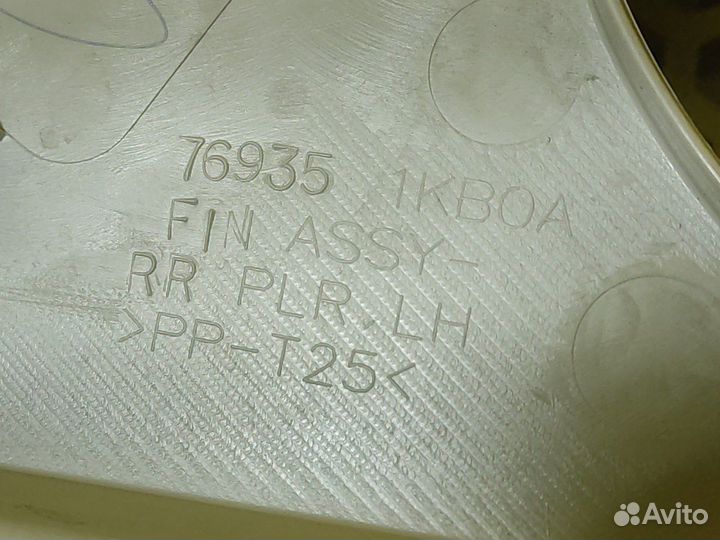 76935 1KB0A
FIN ASSY-
RR PLR, LH
>PP-T25<
Avito